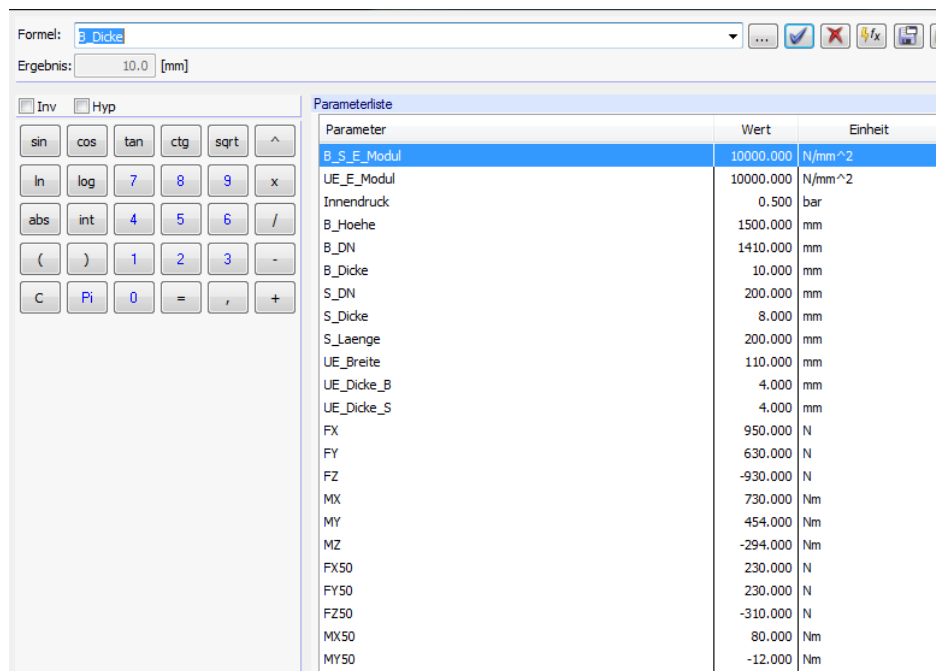 Formel: B_Dicke ...
Ergebnis: 10.0 [mm]
Inv Hyp
sin cos tan ctg sqrt ^
ln log 7 8 9 x
abs int 4 5 6 /
( ) 1 2 3 -
C Pi 0 = , +
Parameterliste
Parameter Wert Einheit
B_S_E_Modul 10000.000 N/mm^2
UE_E_Modul 10000.000 N/mm^2
Innendruck 0.500 bar
B_Hoehe 1500.000 mm
B_DN 1410.000 mm
B_Dicke 10.000 mm
S_DN 200.000 mm
S_Dicke 8.000 mm
S_Laenge 200.000 mm
UE_Breite 110.000 mm
UE_Dicke_B 4.000 mm
UE_Dicke_S 4.000 mm
FX 950.000 N
FY 630.000 N
FZ -930.000 N
MX 730.000 Nm
MY 454.000 Nm
MZ -294.000 Nm
FX50 230.000 N
FY50 230.000 N
FZ50 -310.000 N
MX50 80.000 Nm
MY50 -12.000 Nm